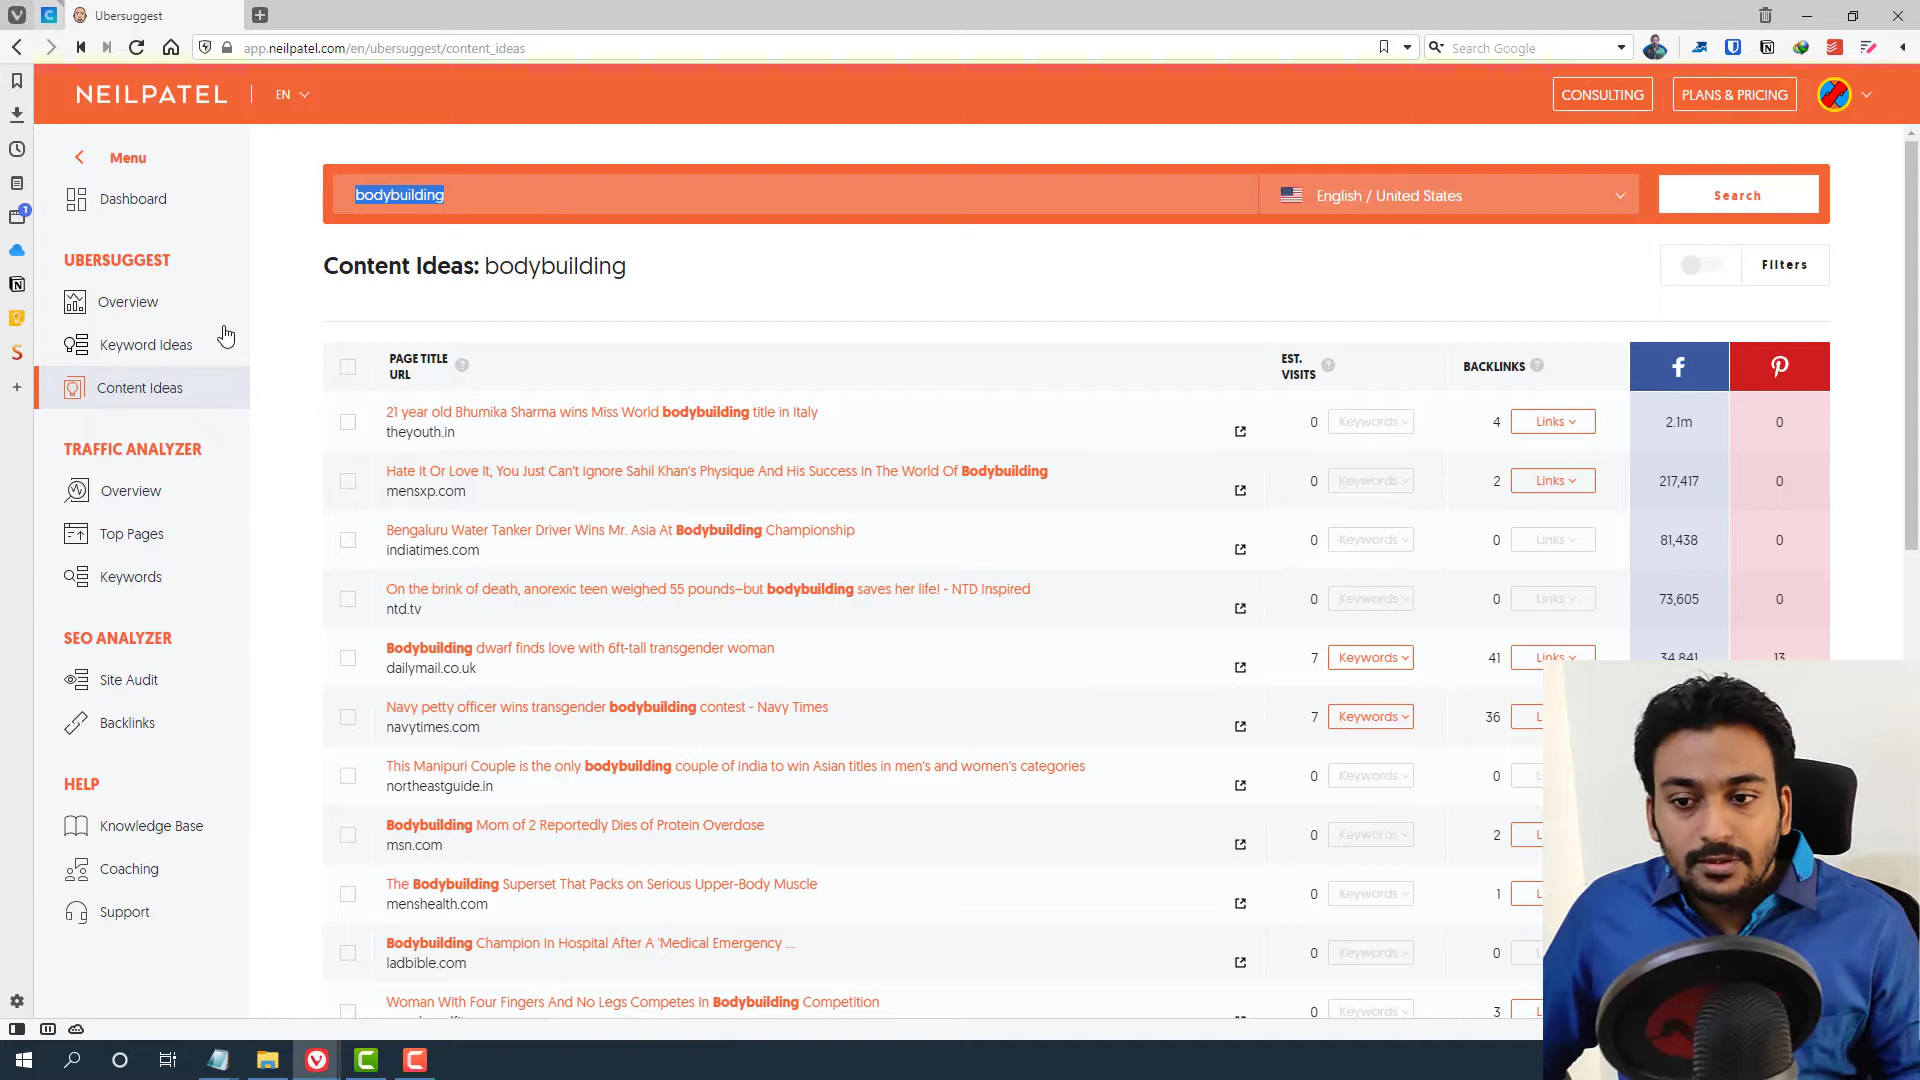 Ubersuggest
app.neilpatel.com/en/ubersuggest/content_ideas
Search Google
NEILPATEL
EN
CONSULTING
PLANS & PRICING
Menu
Dashboard
UBERSUGGEST
Overview
Keyword Ideas
Content Ideas
TRAFFIC ANALYZER
Overview
Top Pages
Keywords
SEO ANALYZER
Site Audit
Backlinks
HELP
Knowledge Base
Coaching
Support
bodybuilding
English / United States
Search
Content Ideas: bodybuilding
Filters
PAGE TITLE
URL
EST.
VISITS
BACKLINKS
21 year old Bhumika Sharma wins Miss World bodybuilding title in Italy
theyouth.in
0 Keywords 4 Links 2.1m 0
Hate It Or Love It, You Just Can't Ignore Sahil Khan's Physique And His Success In The World Of Bodybuilding
mensxp.com
0 Keywords 2 Links 217,417 0
Bengaluru Water Tanker Driver Wins Mr. Asia At Bodybuilding Championship
indiatimes.com
0 Keywords 0 Links 81,438 0
On the brink of death, anorexic teen weighed 55 pounds–but bodybuilding saves her life! - NTD Inspired
ntd.tv
0 Keywords 0 Links 73,605 0
Bodybuilding dwarf finds love with 6ft-tall transgender woman
dailymail.co.uk
7 Keywords 41 Links 34,841 13
Navy petty officer wins transgender bodybuilding contest - Navy Times
navytimes.com
7 Keywords 36 L
This Manipuri Couple is the only bodybuilding couple of India to win Asian titles in men's and women's categories
northeastguide.in
0 Keywords 0 L
Bodybuilding Mom of 2 Reportedly Dies of Protein Overdose
msn.com
0 Keywords 2 L
The Bodybuilding Superset That Packs on Serious Upper-Body Muscle
menshealth.com
0 Keywords 1 L
Bodybuilding Champion In Hospital After A 'Medical Emergency ...
ladbible.com
0 Keywords 0 L
Woman With Four Fingers And No Legs Competes In Bodybuilding Competition
0 Keywords 3 L